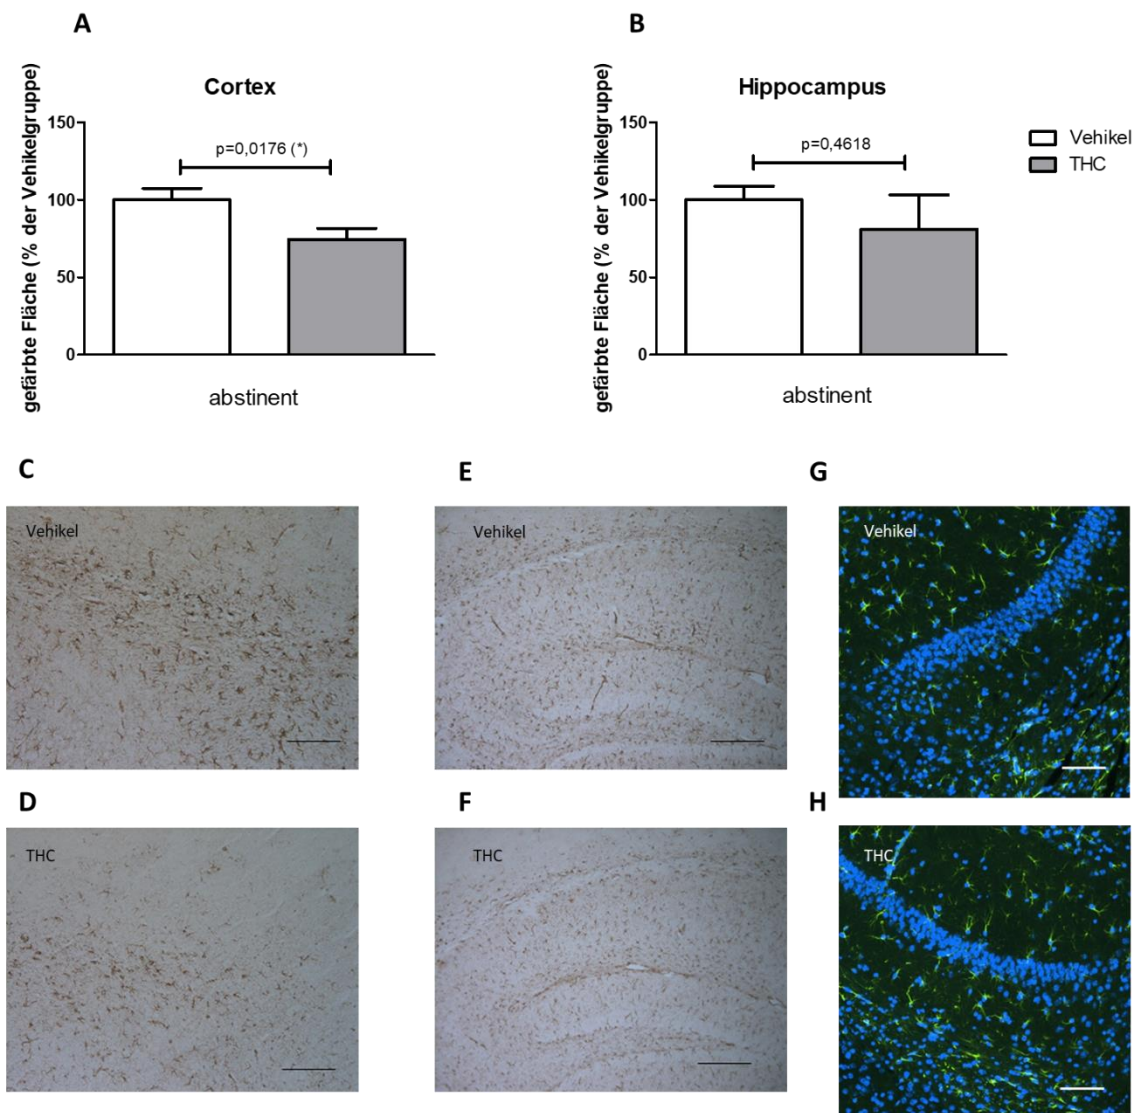 A
B
Cortex
Hippocampus
gefärbte Fläche (% der Vehikelgruppe)
150
100
50
0
p=0,0176 (*)
abstinent
gefärbte Fläche (% der Vehikelgruppe)
150
100
50
0
p=0,4618
abstinent
Vehikel
THC
C
E
G
Vehikel
Vehikel
Vehikel
D
F
H
THC
THC
THC